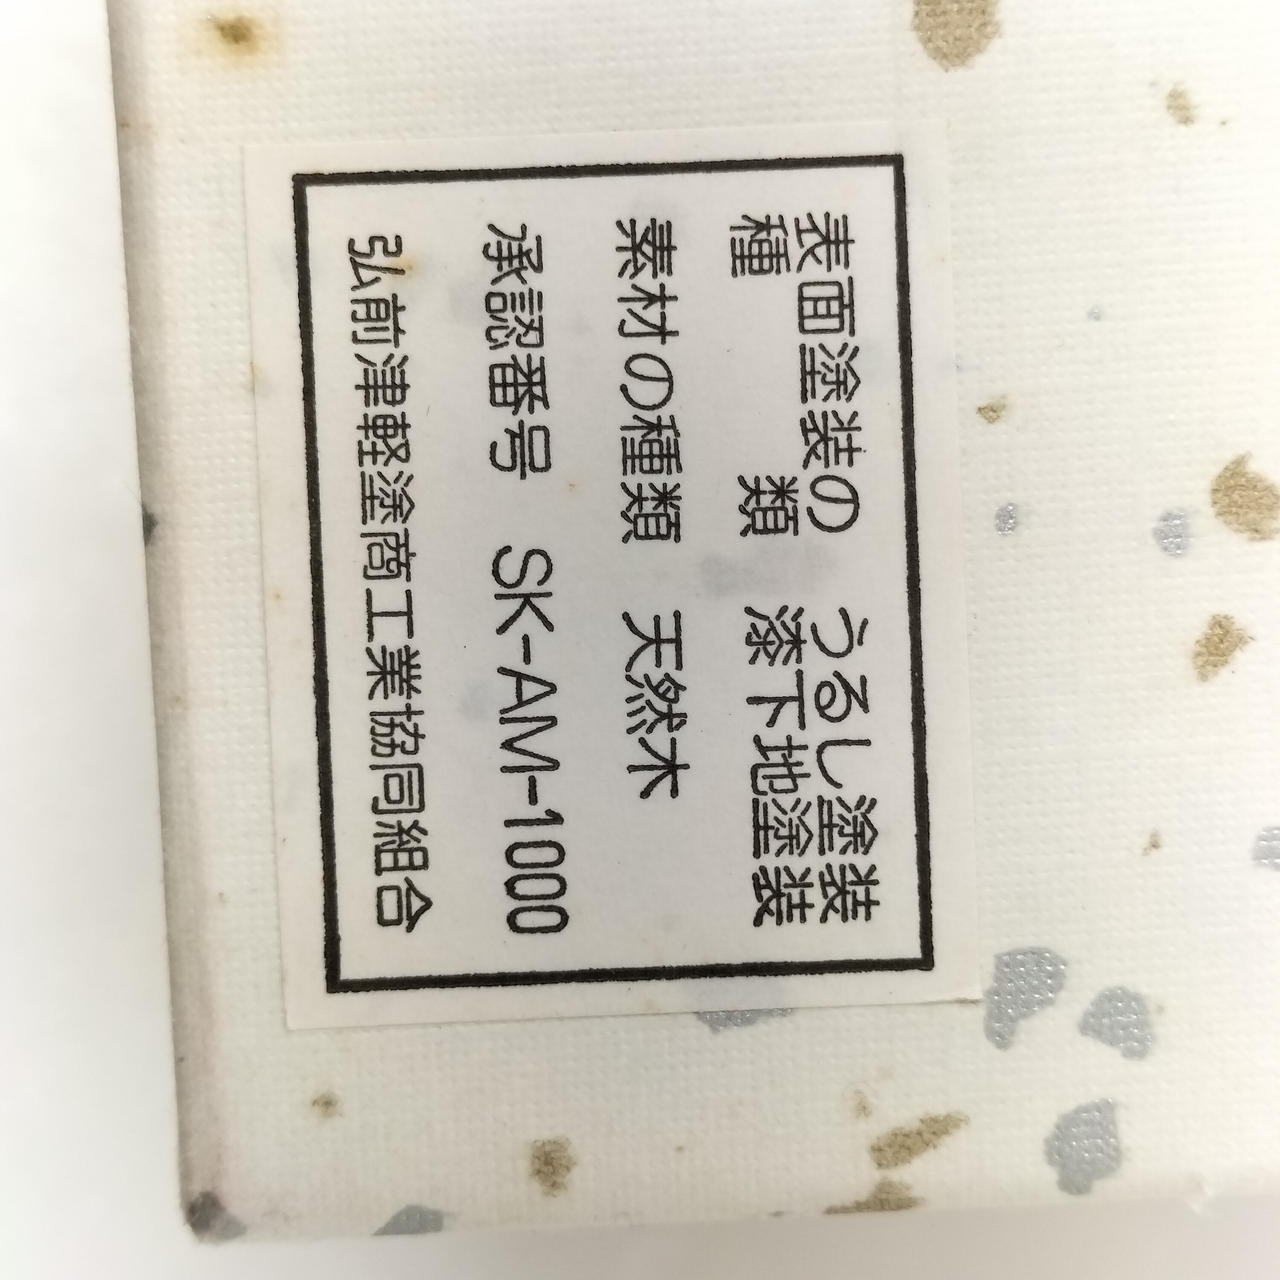 表面塗装の うるし塗装
種　　　類 漆下地塗装
素材の種類 天然木
承認番号 SK-AM-1000
弘前津軽塗商工業協同組合